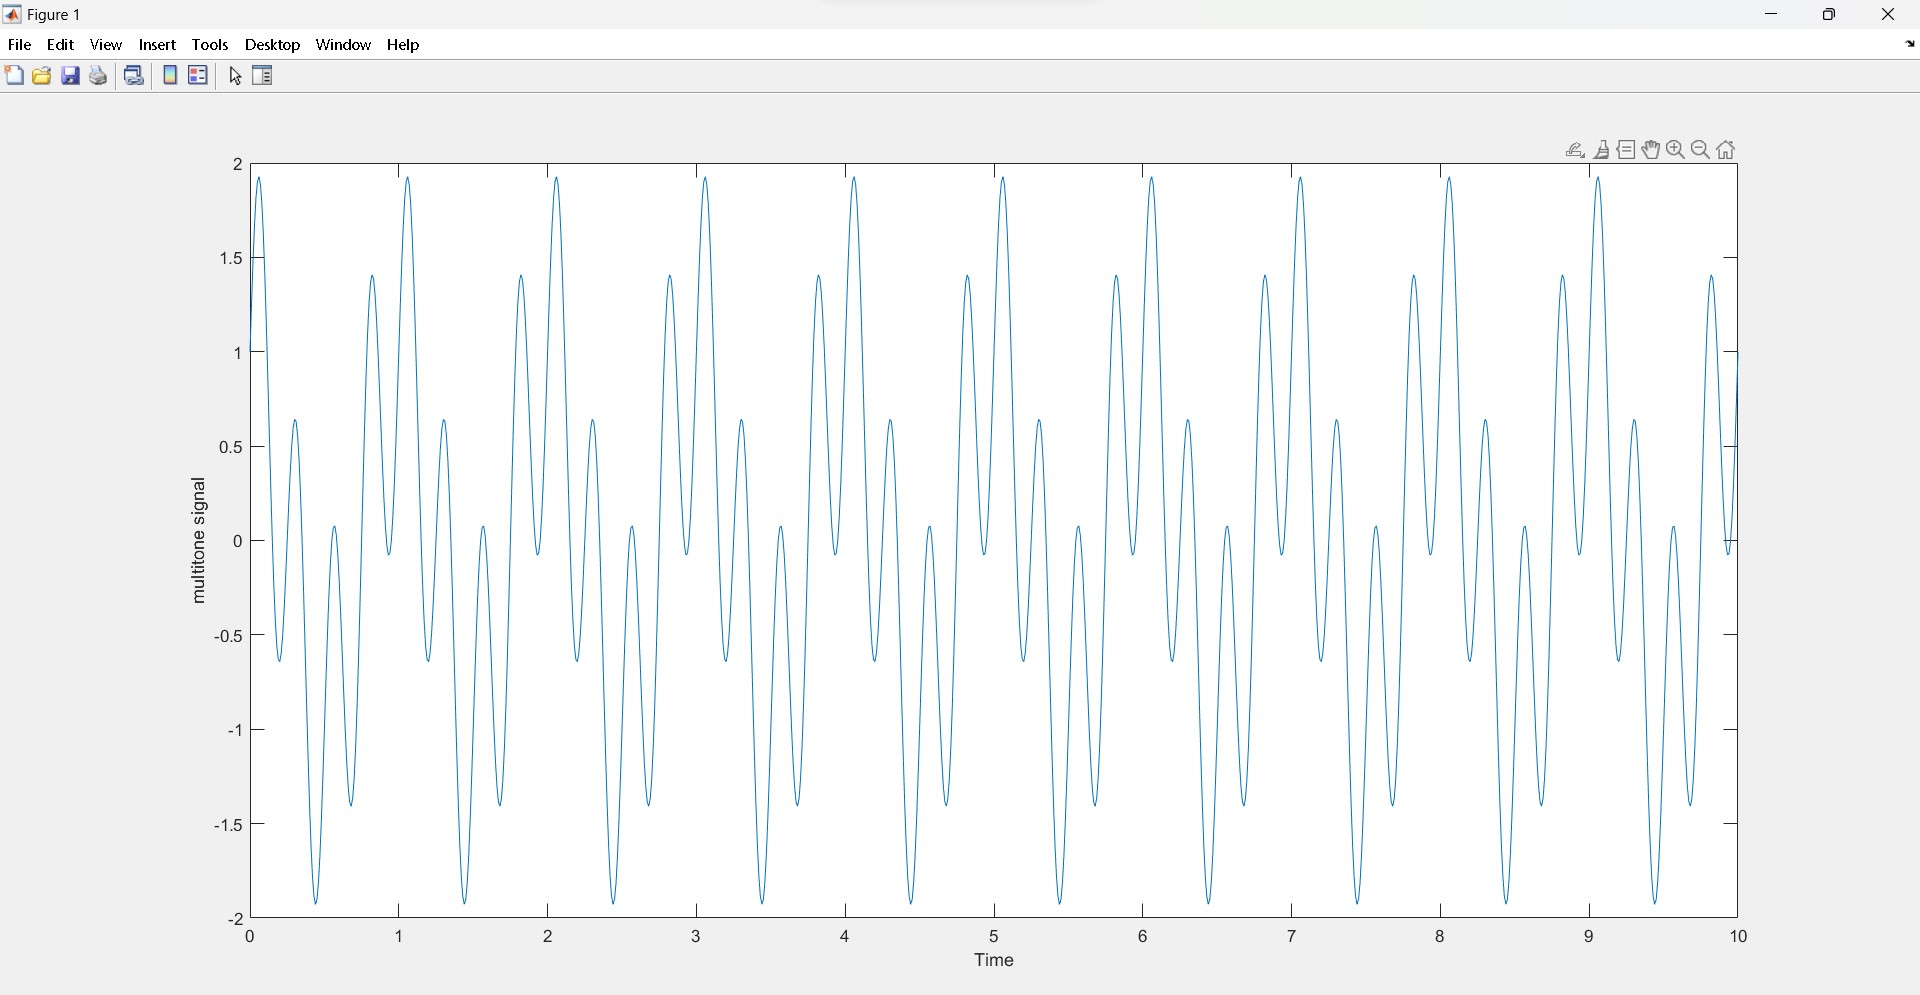 Figure 1
File Edit View Insert Tools Desktop Window Help
2
1.5
1
0.5
0
-0.5
-1
-1.5
-2
multitone signal
0 1 2 3 4 5 6 7 8 9 10
Time